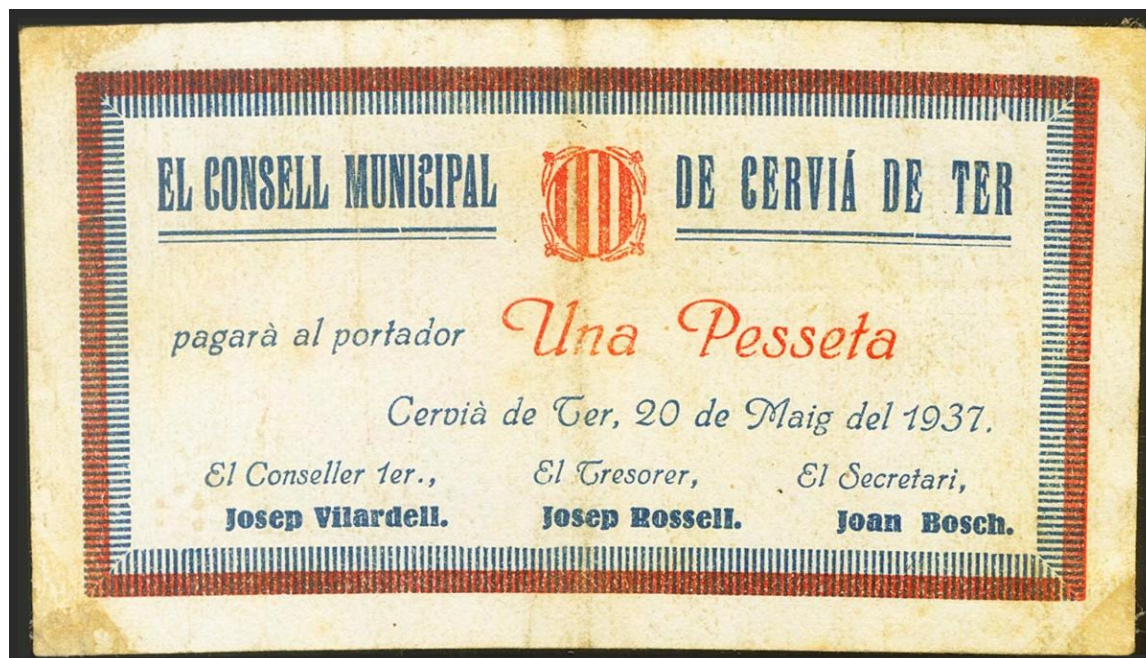 EL CONSELL MUNICIPAL DE CERVIÁ DE TER
pagarà al portador Una Pesseta
Cervià de Ter, 20 de Maig del 1937.
El Conseller 1er., El Tresorer, El Secretari,
Josep Vilardell. Josep Rossell. Joan Bosch.